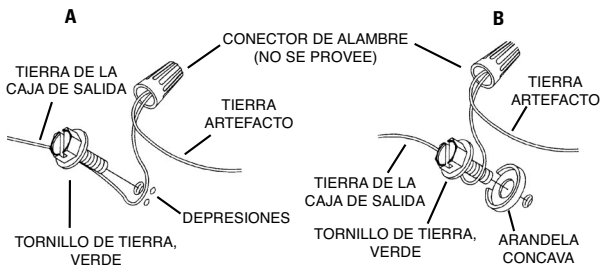 A
B
CONECTOR DE ALAMBRE
(NO SE PROVEE)
TIERRA DE LA
CAJA DE SALIDA
TIERRA
ARTEFACTO
DEPRESIONES
TORNILLO DE TIERRA,
VERDE
TIERRA
ARTEFACTO
TIERRA DE LA
CAJA DE SALIDA
TORNILLO DE TIERRA,
VERDE
ARANDELA
CONCAVA